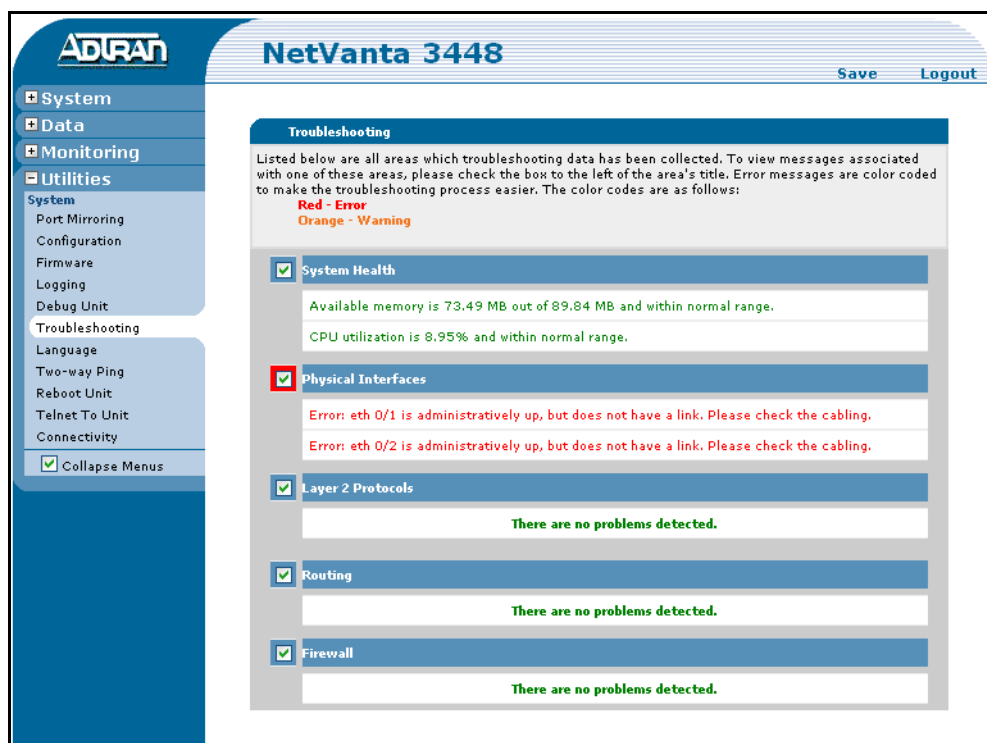 ADTRAN
NetVanta 3448
Save Logout
System
Data
Monitoring
Utilities
System
Port Mirroring
Configuration
Firmware
Logging
Debug Unit
Troubleshooting
Language
Two-way Ping
Reboot Unit
Telnet To Unit
Connectivity
Collapse Menus
Troubleshooting
Listed below are all areas which troubleshooting data has been collected. To view messages associated
with one of these areas, please check the box to the left of the area's title. Error messages are color coded
to make the troubleshooting process easier. The color codes are as follows:
Red - Error
Orange - Warning
System Health
Available memory is 73.49 MB out of 89.84 MB and within normal range.
CPU utilization is 8.95% and within normal range.
Physical Interfaces
Error: eth 0/1 is administratively up, but does not have a link. Please check the cabling.
Error: eth 0/2 is administratively up, but does not have a link. Please check the cabling.
Layer 2 Protocols
There are no problems detected.
Routing
There are no problems detected.
Firewall
There are no problems detected.